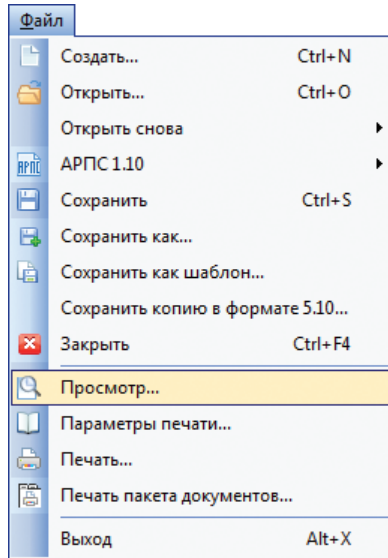 Файл
Создать... Ctrl+N
Открыть... Ctrl+O
Открыть снова
АРПС АРПС 1.10
Сохранить Ctrl+S
Сохранить как...
Сохранить как шаблон...
Сохранить копию в формате 5.10...
Закрыть Ctrl+F4
Просмотр...
Параметры печати...
Печать...
Печать пакета документов...
Выход Alt+X